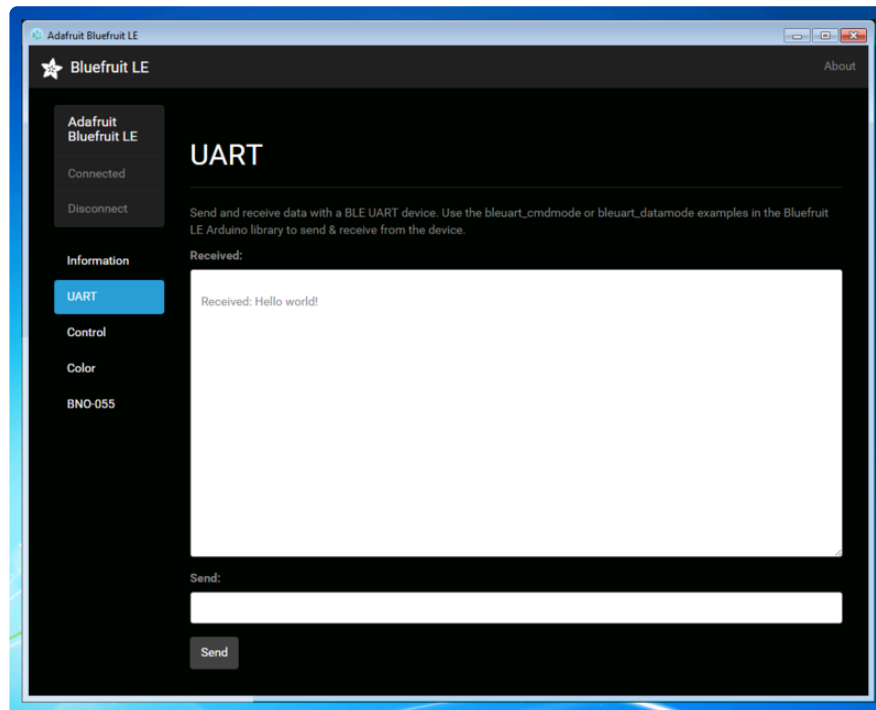 Adafruit Bluefruit LE
Bluefruit LE
About
Adafruit
Bluefruit LE
Connected
Disconnect
Information
UART
Control
Color
BNO-055
UART
Send and receive data with a BLE UART device. Use the bleuart_cmdmode or bleuart_datamode examples in the Bluefruit
LE Arduino library to send & receive from the device.
Received:
Received: Hello world!
Send:
Send